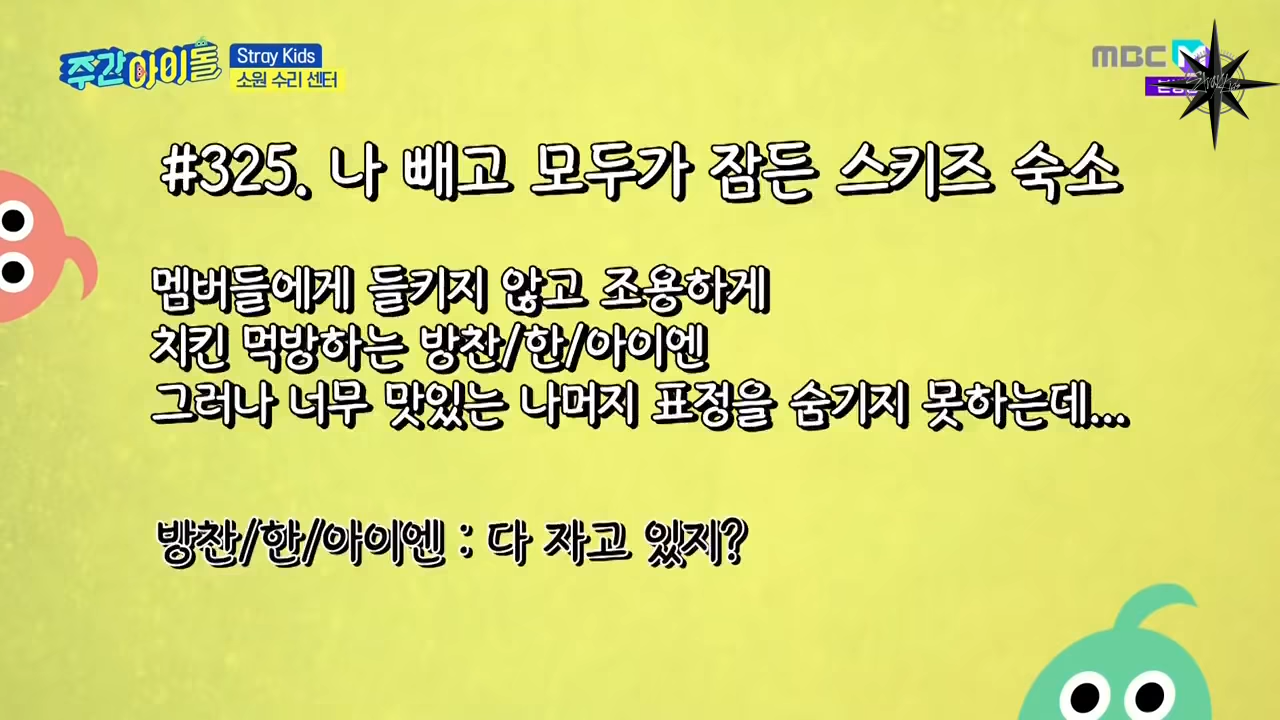 주간아이돌
Stray Kids
소원 수리 센터
MBC M
#325. 나 빼고 모두가 잠든 스키즈 숙소
멤버들에게 들키지 않고 조용하게
치킨 먹방하는 방찬/한/아이엔
그러나 너무 맛있는 나머지 표정을 숨기지 못하는데...
방찬/한/아이엔 : 다 자고 있지?